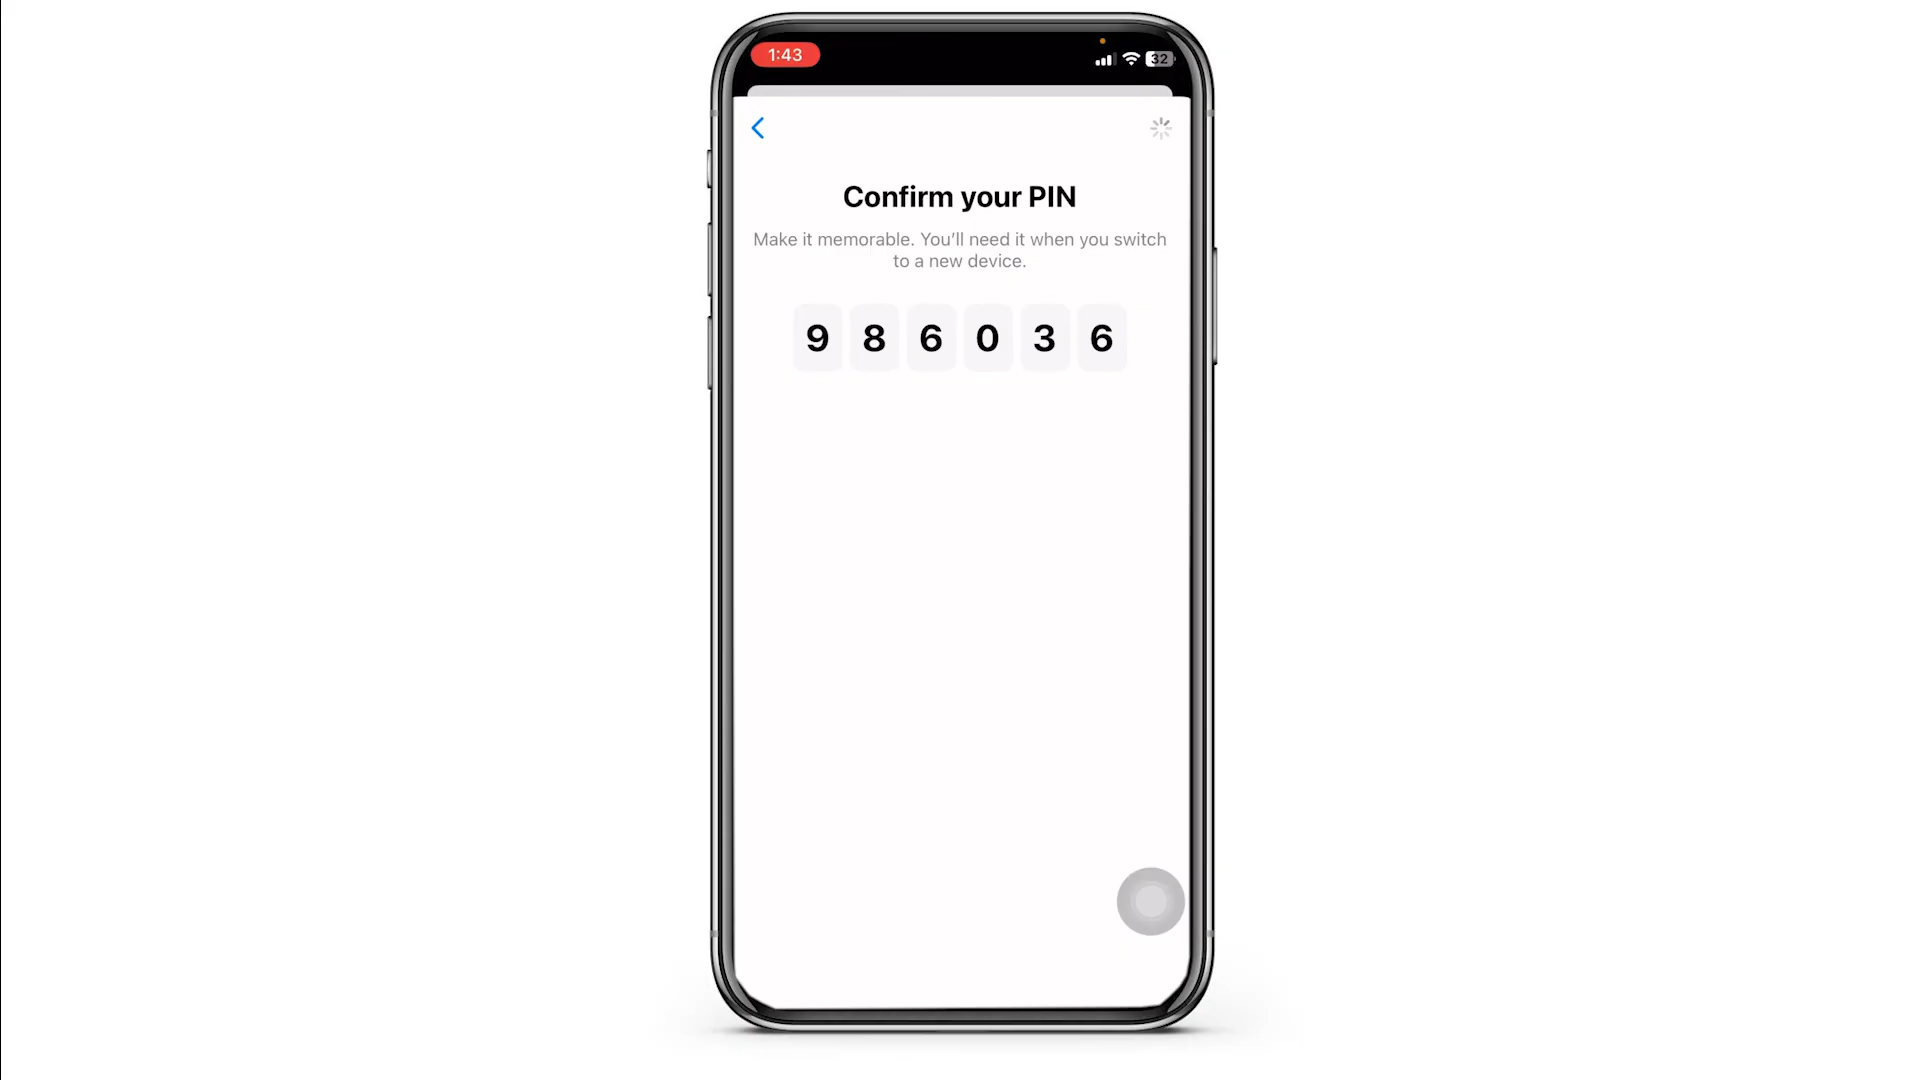 1:43
32
Confirm your PIN
Make it memorable. You’ll need it when you switch
to a new device.
9 8 6 0 3 6